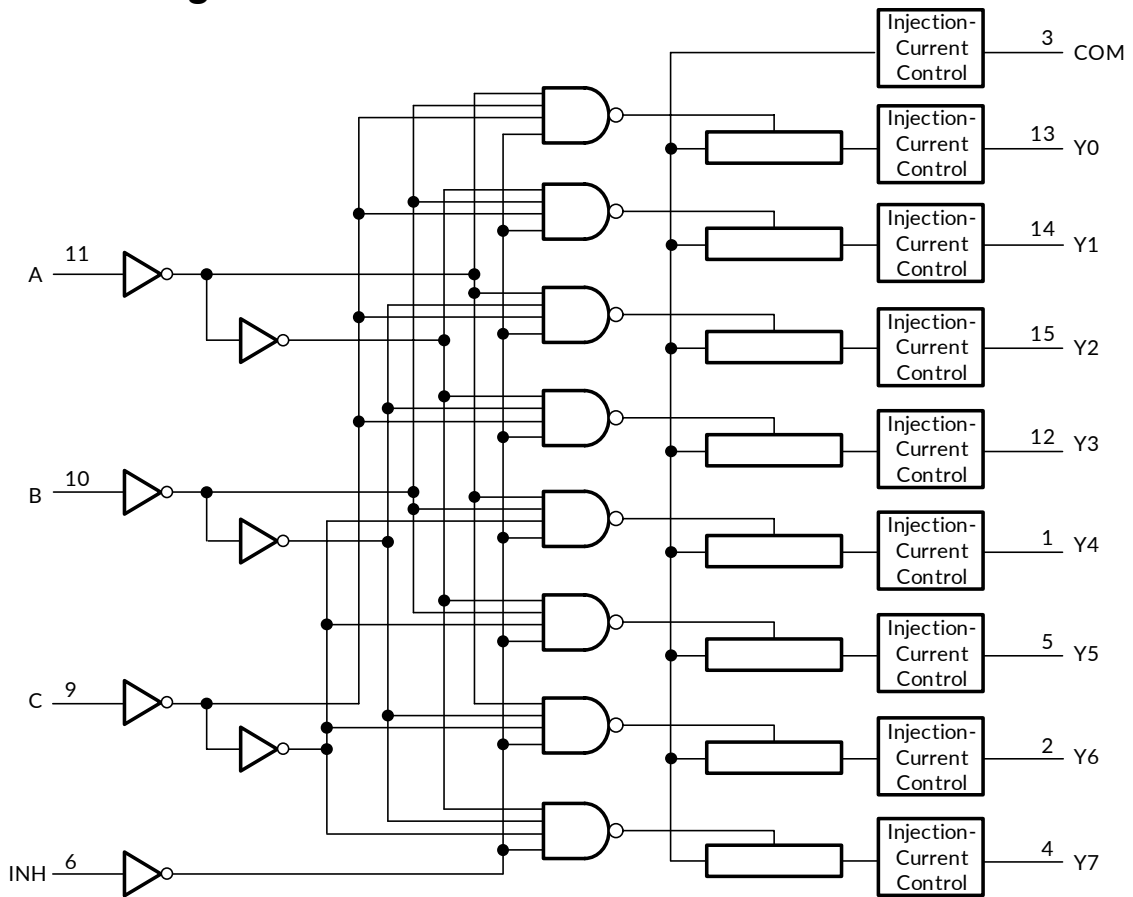 Injection-
Current
Control
3
COM
Injection-
Current
Control
13
Y0
Injection-
Current
Control
14
Y1
11
A
Injection-
Current
Control
15
Y2
Injection-
Current
Control
12
Y3
10
B
Injection-
Current
Control
1
Y4
Injection-
Current
Control
5
Y5
9
C
Injection-
Current
Control
2
Y6
Injection-
Current
Control
4
Y7
INH
6